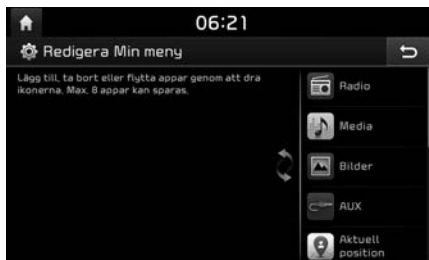 06:21
Redigera Min meny
Lägg till, ta bort eller flytta appar genom att dra
ikonerna. Max. 8 appar kan sparas.
Radio
Media
Bilder
AUX
Aktuell
position